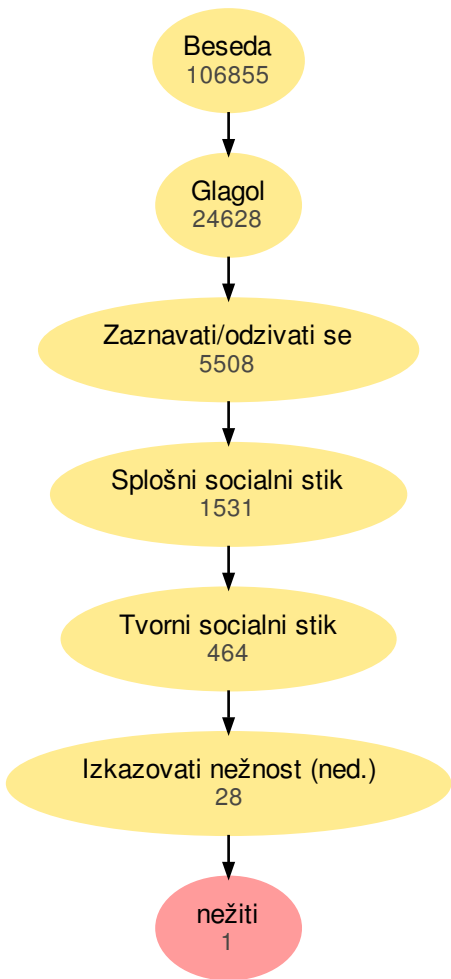 Beseda
106855
Glagol
24628
Zaznavati/odzivati se
5508
Splošni socialni stik
1531
Tvorni socialni stik
464
Izkazovati nežnost (ned.)
28
nežiti
1